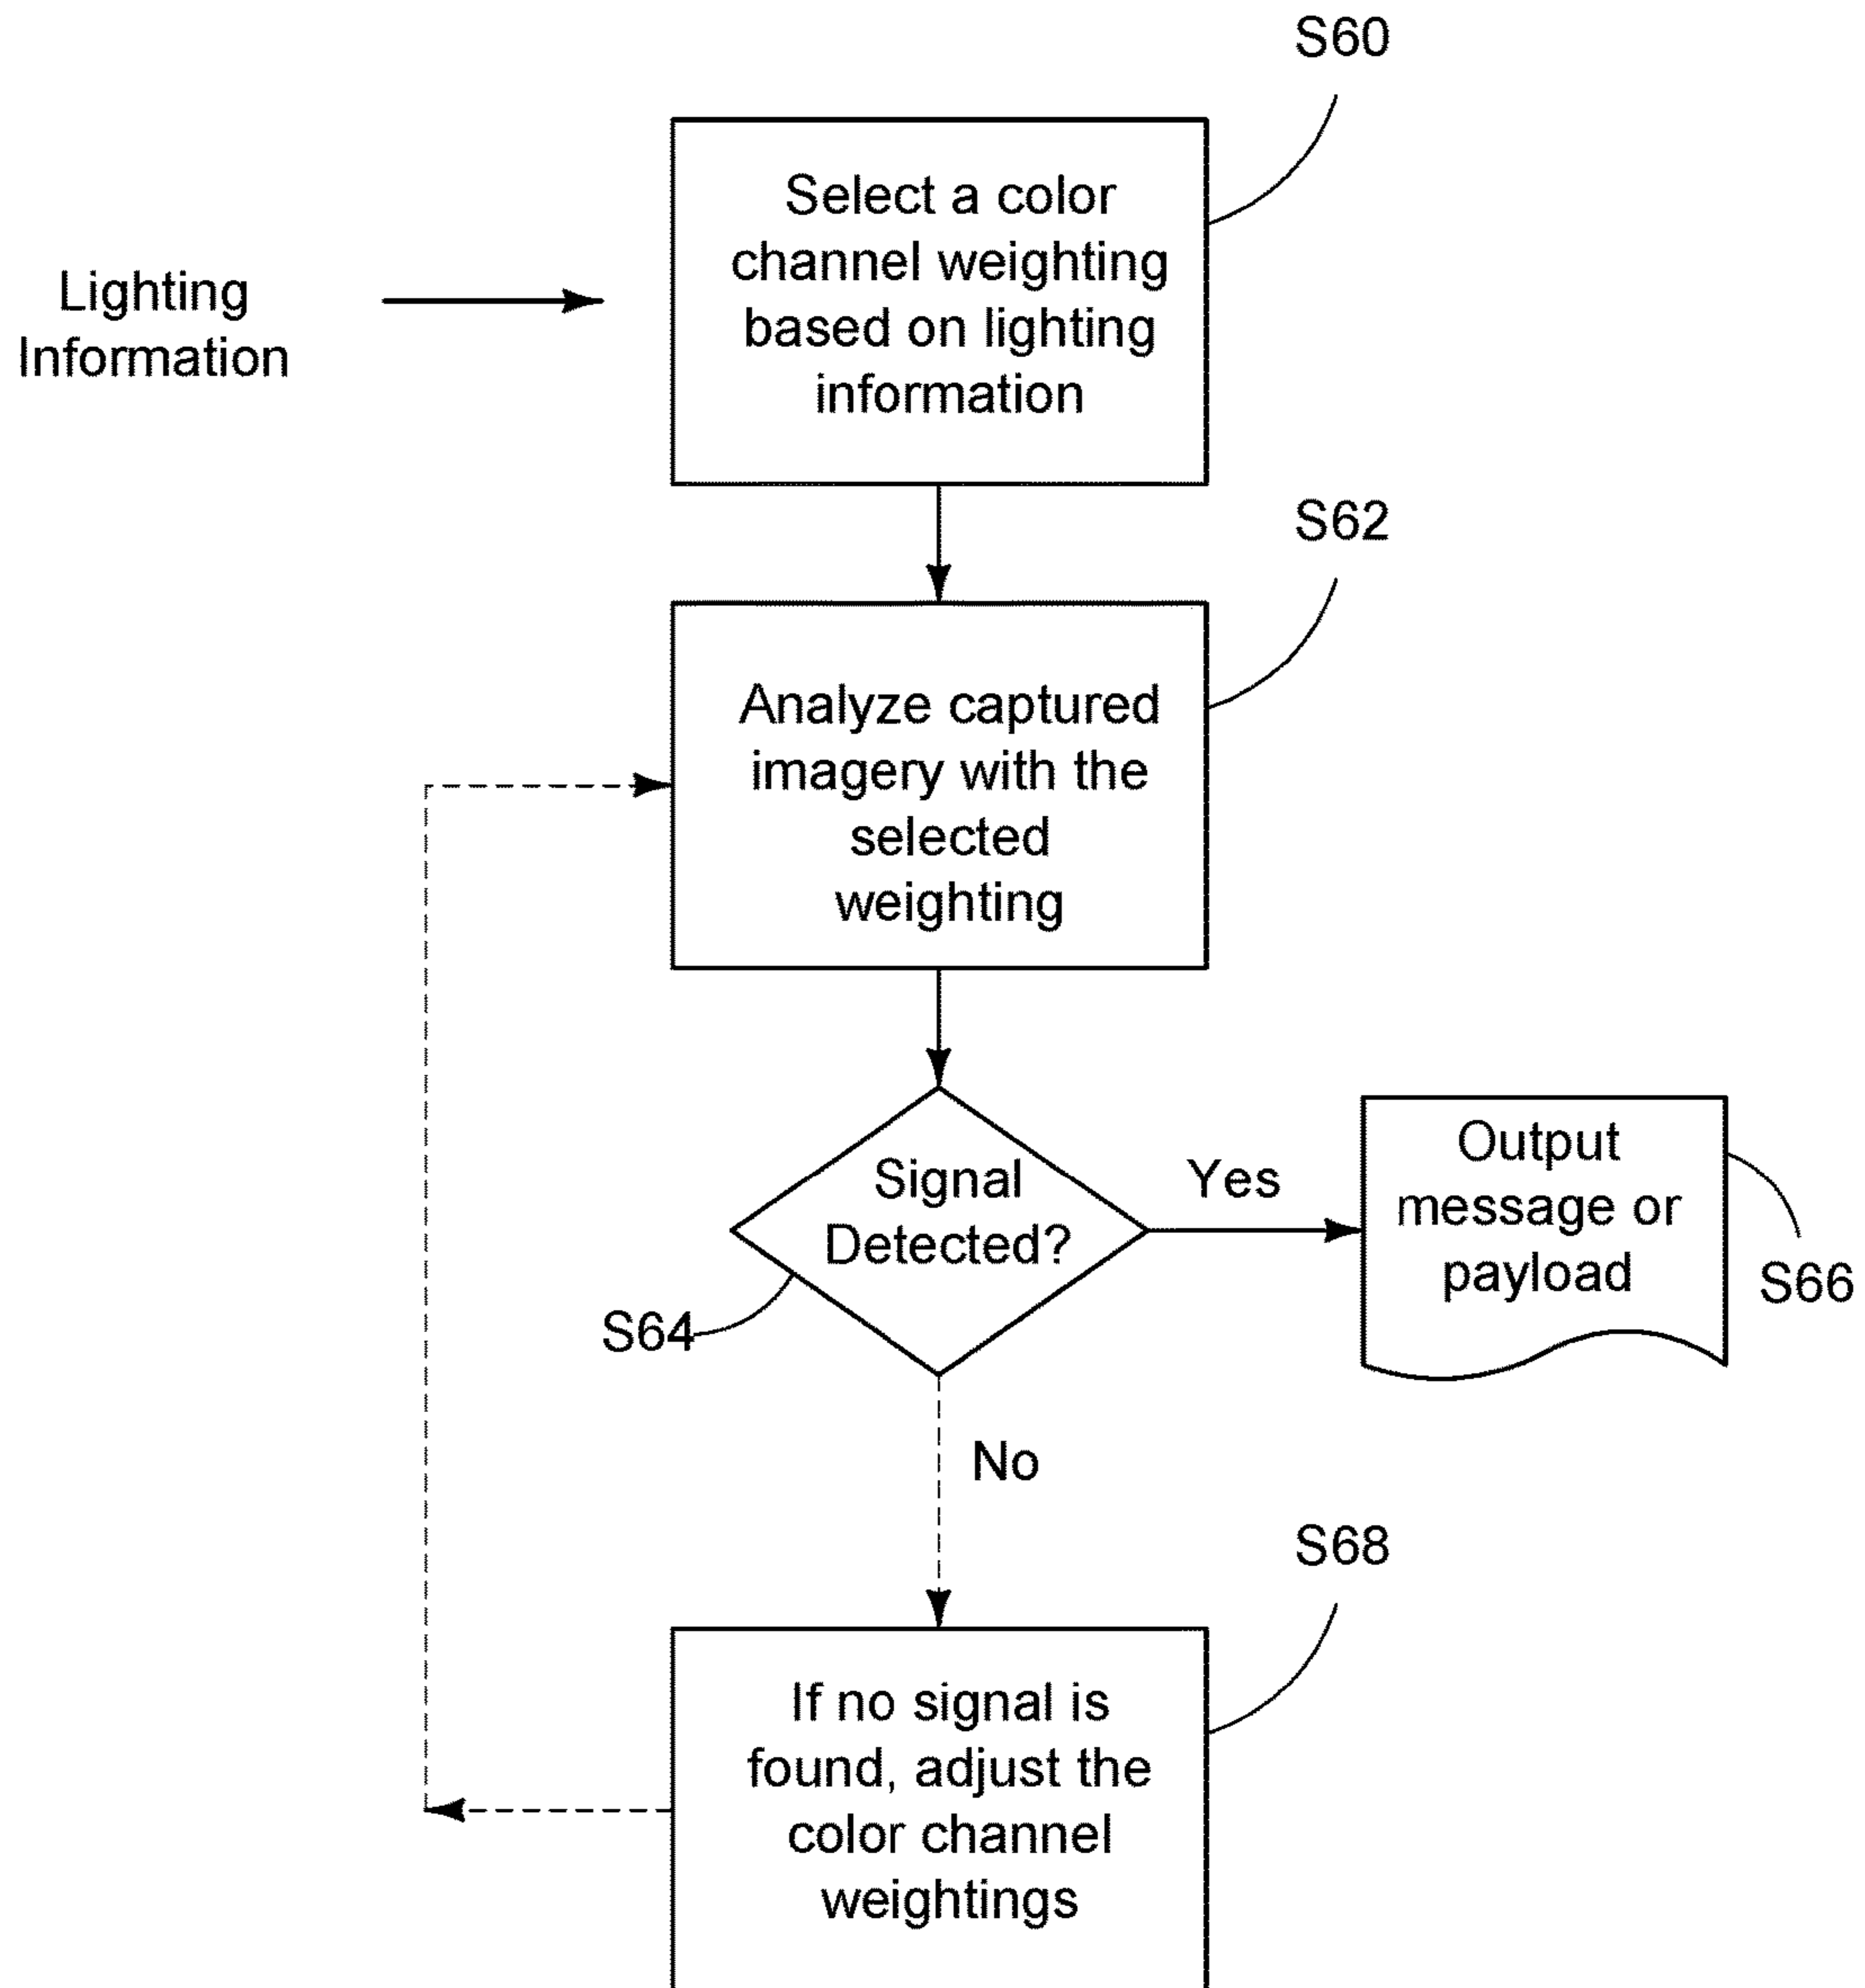 S60
Select a color
channel weighting
based on lighting
information
Lighting
Information
S62
Analyze captured
imagery with the
selected
weighting
Signal
Detected?
Yes
Output
message or
payload
S66
S64
No
S68
If no signal is
found, adjust the
color channel
weightings